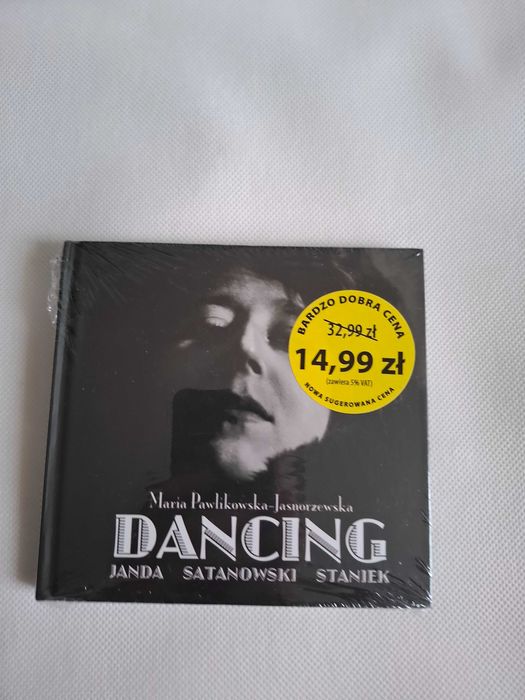 BARDZO DOBRA CENA
32,99 zł
14,99 zł
(zawiera 5% VAT)
NOWA SUGEROWANA CENA
Maria Pawlikowska-Jasnorzewska
DANCING
JANDA SATANOWSKI STANIEK